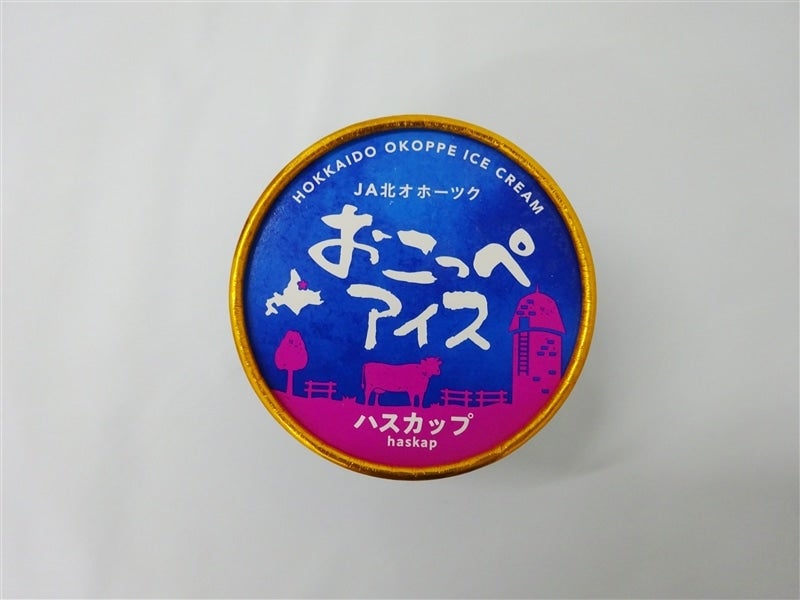 HOKKAIDO OKOPPE ICE CREAM
JA北オホーツク
おこっぺ
アイス
ハスカップ
haskap